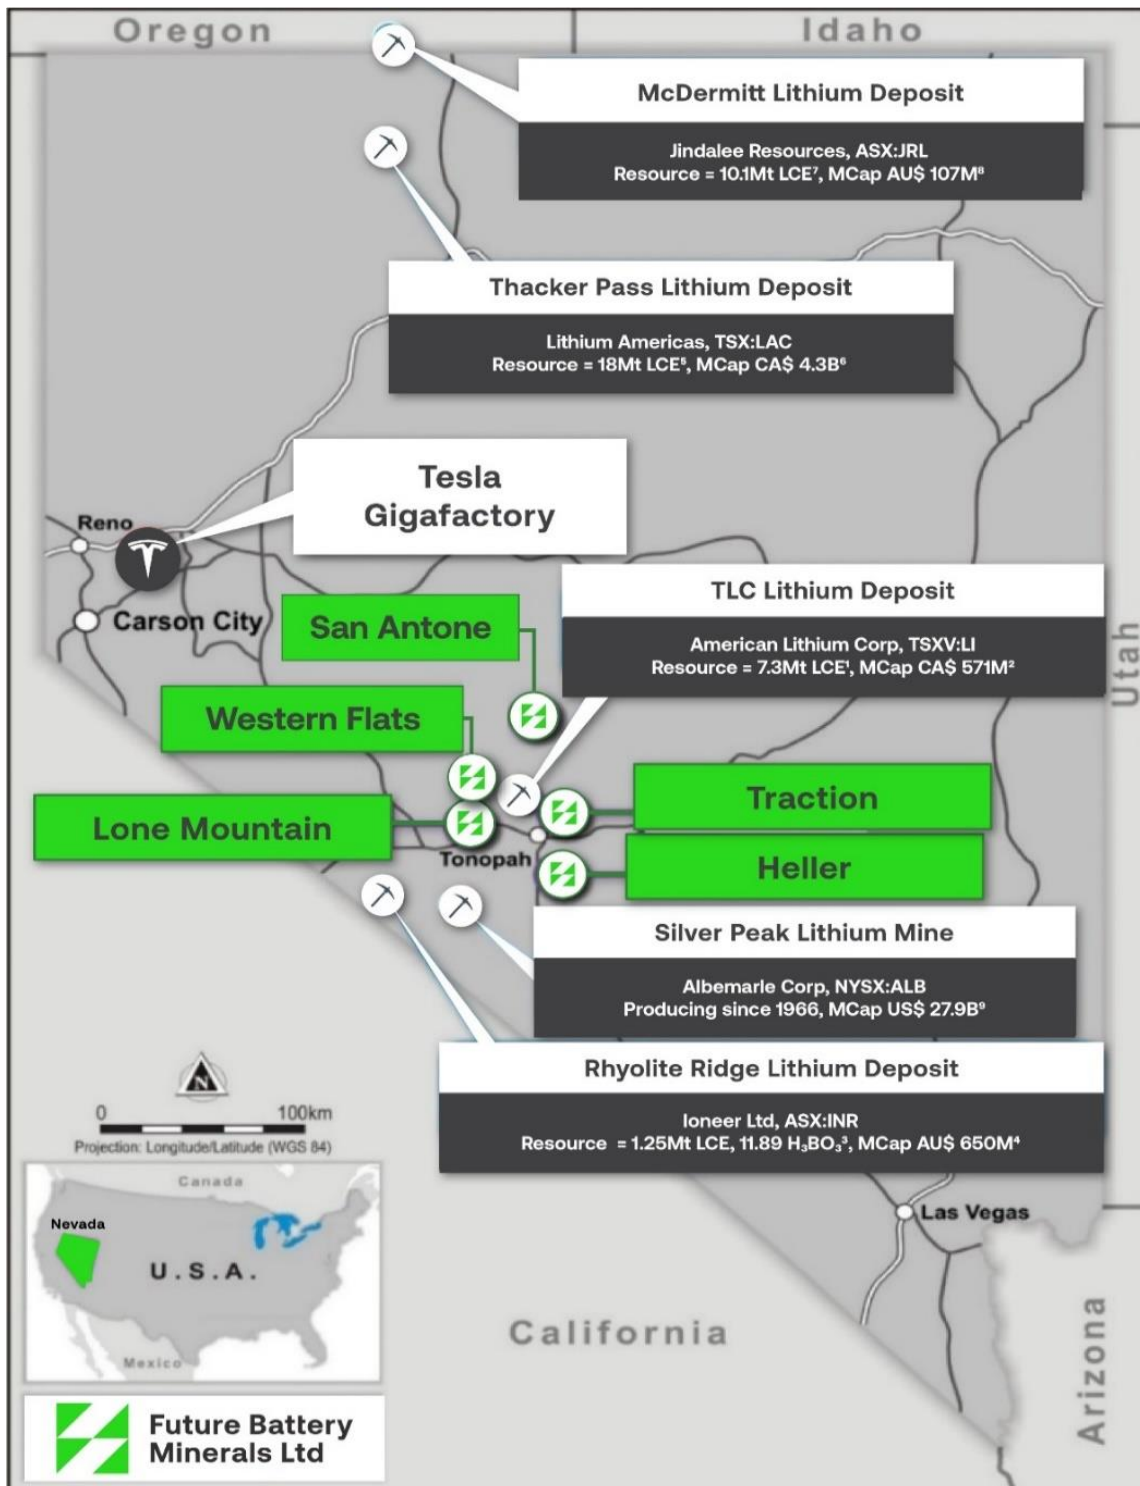 Oregon
Idaho
McDermitt Lithium Deposit
Jindalee Resources, ASX:JRL
Resource = 10.1Mt LCE⁷, MCap AU$ 107M⁸
Thacker Pass Lithium Deposit
Lithium Americas, TSX:LAC
Resource = 18Mt LCE⁵, MCap CA$ 4.3B⁶
Tesla
Gigafactory
Reno
Carson City
TLC Lithium Deposit
American Lithium Corp, TSXV:LI
Resource = 7.3Mt LCE¹, MCap CA$ 571M²
Utah
San Antone
Western Flats
Traction
Lone Mountain
Tonopah
Heller
Silver Peak Lithium Mine
Albemarle Corp, NYSX:ALB
Producing since 1966, MCap US$ 27.9B⁹
Rhyolite Ridge Lithium Deposit
Ioneer Ltd, ASX:INR
Resource = 1.25Mt LCE, 11.89 H₃BO₃³, MCap AU$ 650M⁴
N
0 100km
Projection: Longitude/Latitude (WGS 84)
Canada
Nevada
U.S.A.
Mexico
Las Vegas
California
Arizona
Future Battery
Minerals Ltd